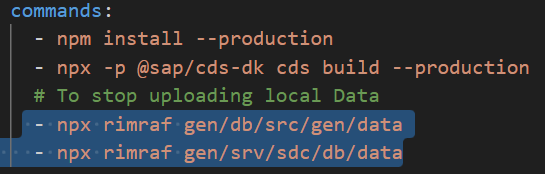 commands:
- npm install --production
- npx -p @sap/cds-dk cds build --production
# To stop uploading local Data
- npx rimraf gen/db/src/gen/data
- npx rimraf gen/srv/sdc/db/data